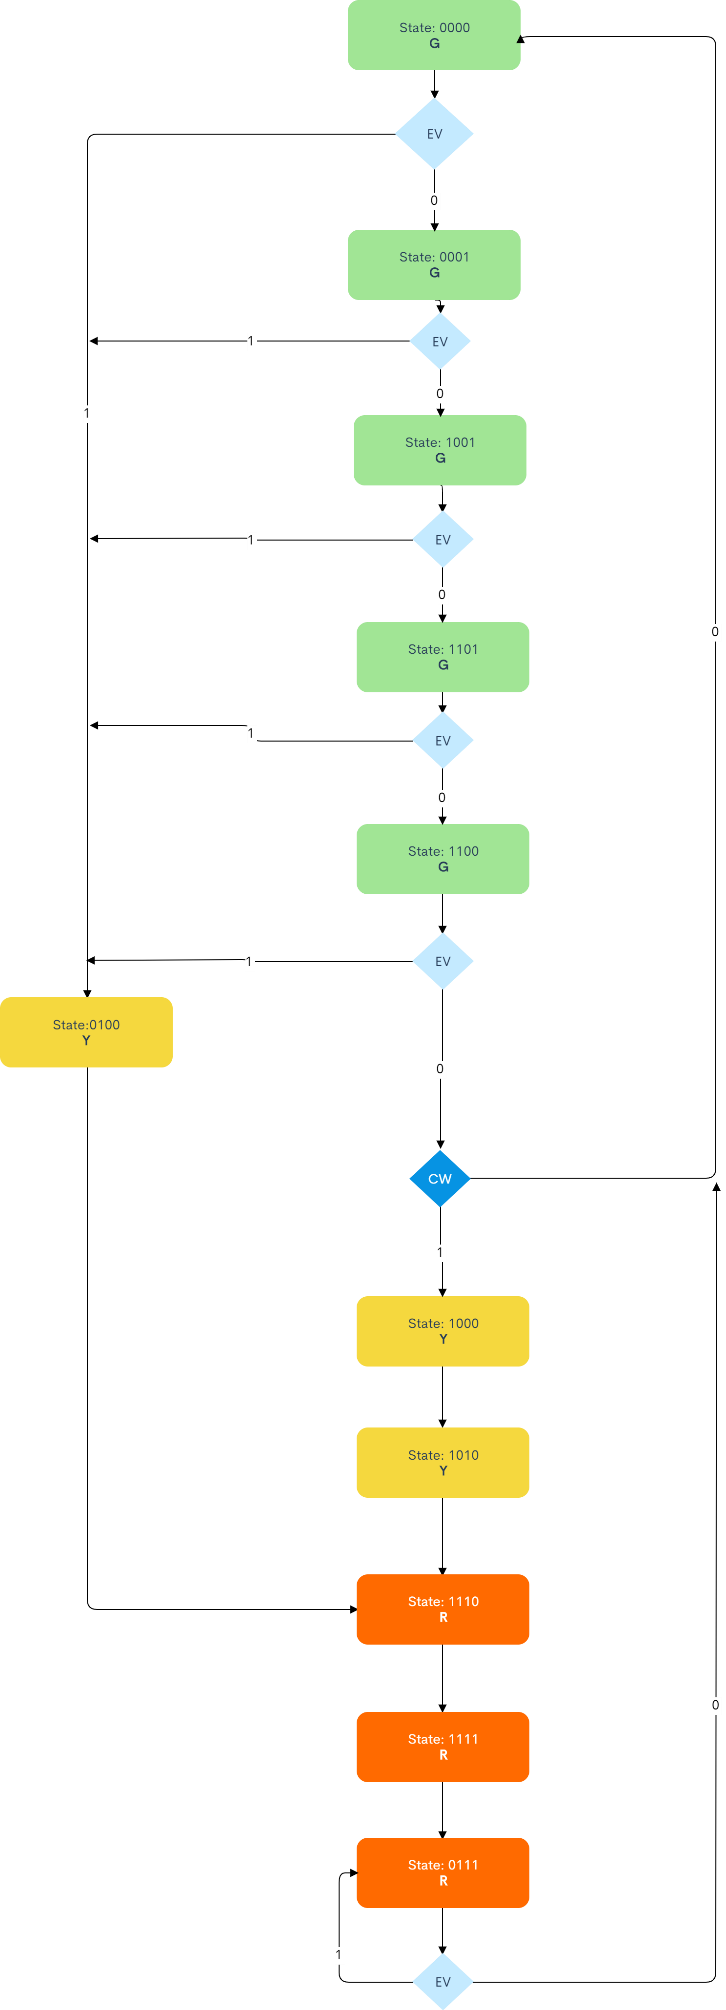 State: 0000
G
EV
0
State: 0001
G
EV
1
0
1
State: 1001
G
EV
1
0
0
State: 1101
G
EV
1
0
State: 1100
G
EV
1
State:0100
Y
0
CW
1
State: 1000
Y
State: 1010
Y
State: 1110
R
0
State: 1111
R
State: 0111
R
1
EV